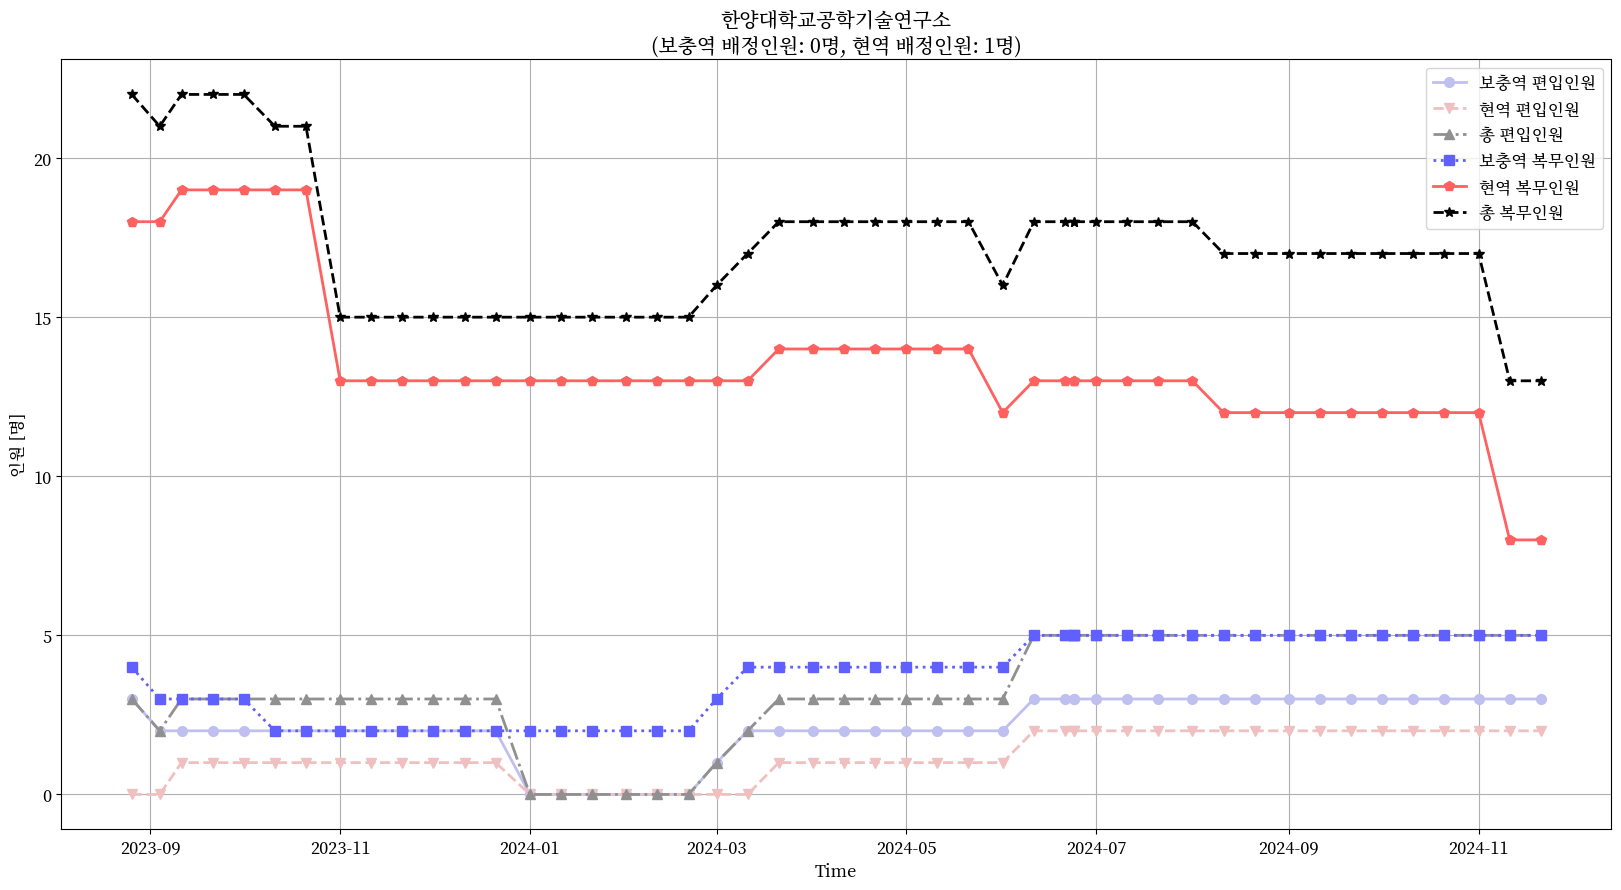 한양대학교공학기술연구소
(보충역 배정인원: 0명, 현역 배정인원: 1명)
보충역 편입인원
현역 편입인원
총 편입인원
보충역 복무인원
현역 복무인원
총 복무인원
인원 [명]
20
15
10
5
0
2023-09
2023-11
2024-01
2024-03
2024-05
2024-07
2024-09
2024-11
Time